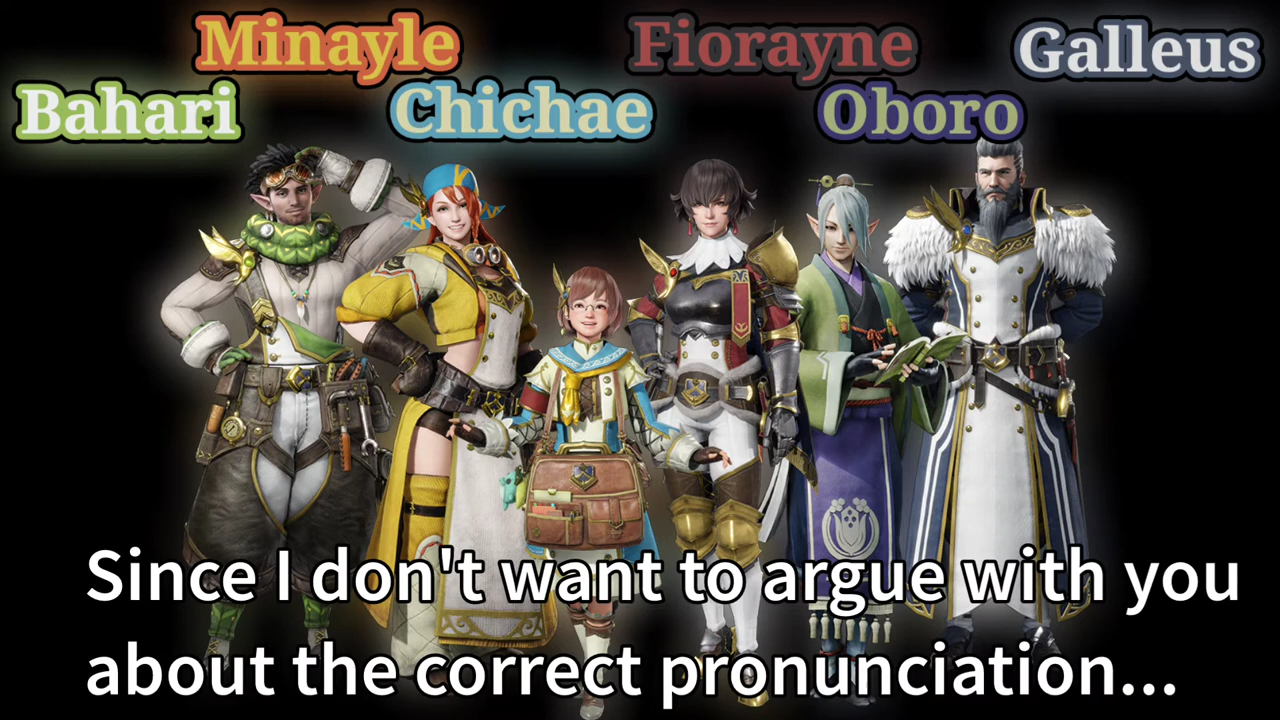 Minayle Fiorayne Galleus
Bahari Chichae Oboro
Since I don't want to argue with you
about the correct pronunciation...